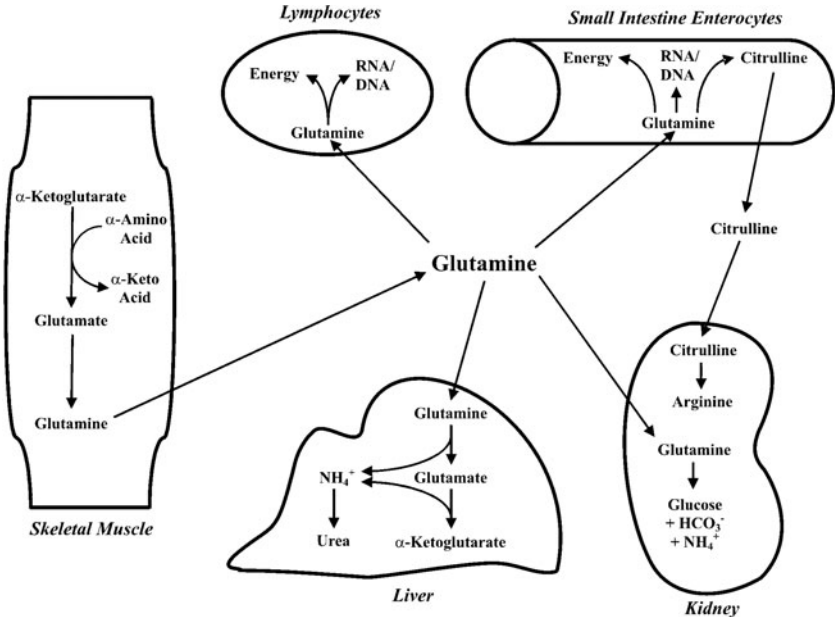 Lymphocytes
Energy
RNA/
DNA
Glutamine
Small Intestine Enterocytes
Energy
RNA/
DNA
Citrulline
Glutamine
α-Ketoglutarate
α-Amino
Acid
α-Keto
Acid
Glutamate
Glutamine
Skeletal Muscle
Glutamine
Citrulline
Glutamine
NH₄⁺
Glutamate
Urea
α-Ketoglutarate
Liver
Citrulline
Arginine
Glutamine
Glucose
+ HCO₃⁻
+ NH₄⁺
Kidney